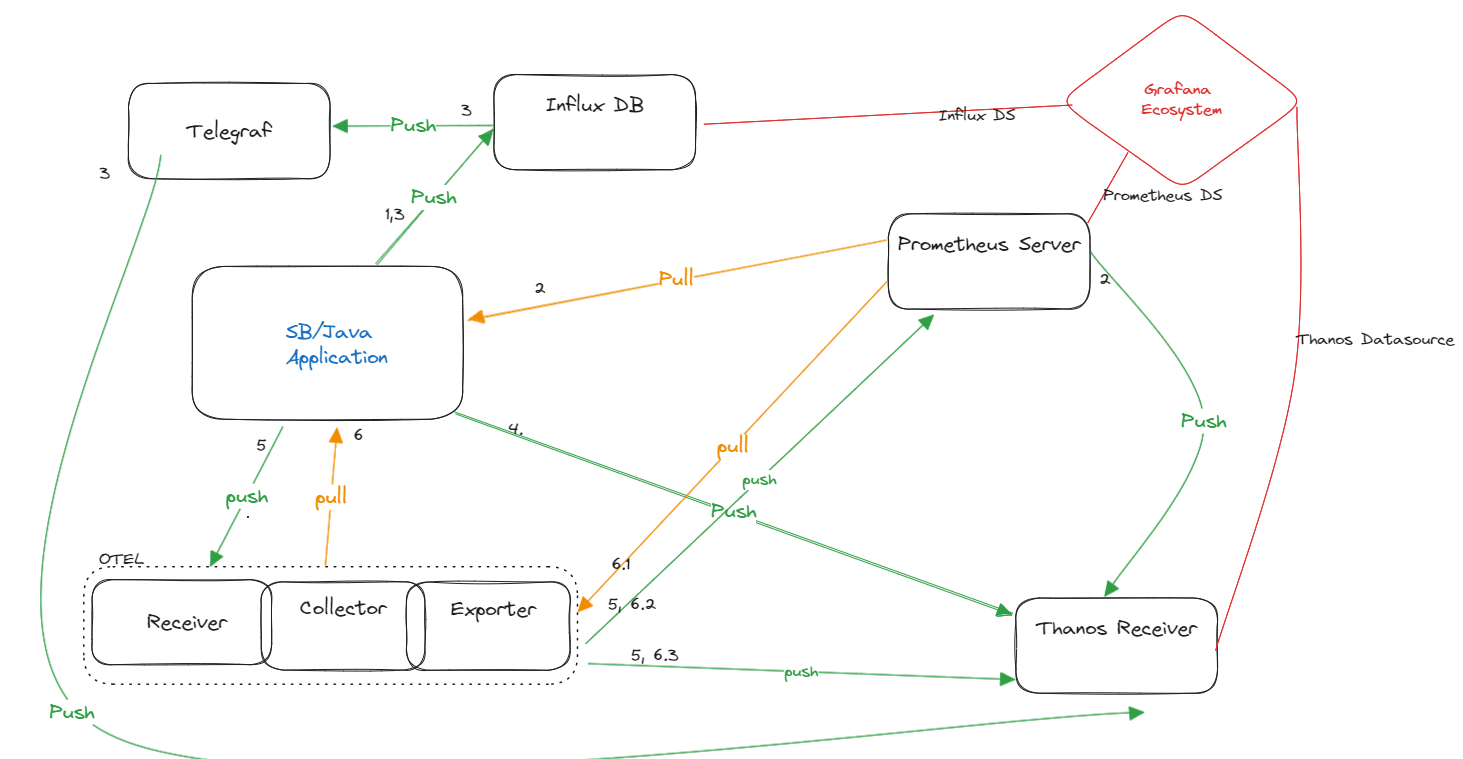 Grafana
Ecosystem
3
Influx DB
Influx DS
Push
Telegraf
3
Push
1,3
Prometheus DS
Prometheus Server
2
Pull
2
SB/Java
Application
Thanos Datasource
4.
5
6
Push
pull
push
push
pull
Push
.
OTEL
6.1
5, 6.2
Receiver
Collector
Exporter
Thanos Receiver
5, 6.3
push
Push